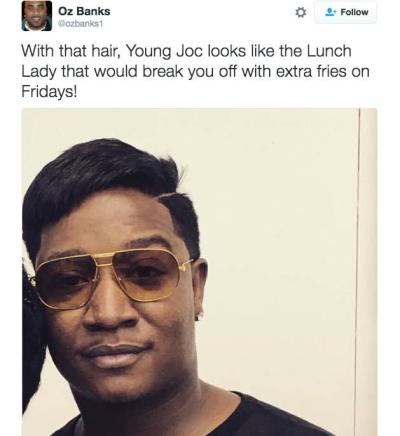 Oz Banks
@ozbanks1
Follow
With that hair, Young Joc looks like the Lunch
Lady that would break you off with extra fries on
Fridays!